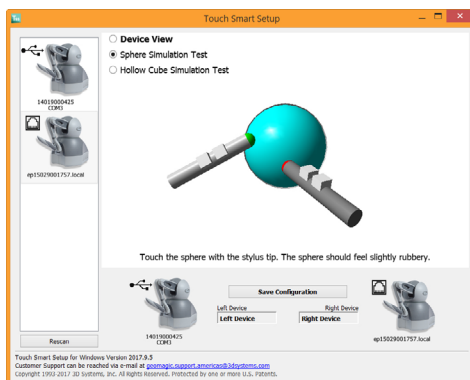 Touch Smart Setup
Device View
Sphere Simulation Test
Hollow Cube Simulation Test
14019000425
COM3
ep15029001757.local
Touch the sphere with the stylus tip. The sphere should feel slightly rubbery.
Save Configuration
Left Device
Right Device
Left Device
Right Device
14019000425
COM3
ep15029001757.local
Rescan
Touch Smart Setup for Windows Version 2017.9.5
Customer Support can be reached via e-mail at geomagic.support.americas@3dsystems.com
Copyright 1993-2017 3D Systems, Inc. All Rights Reserved. Protected by one or more U.S. Patents.